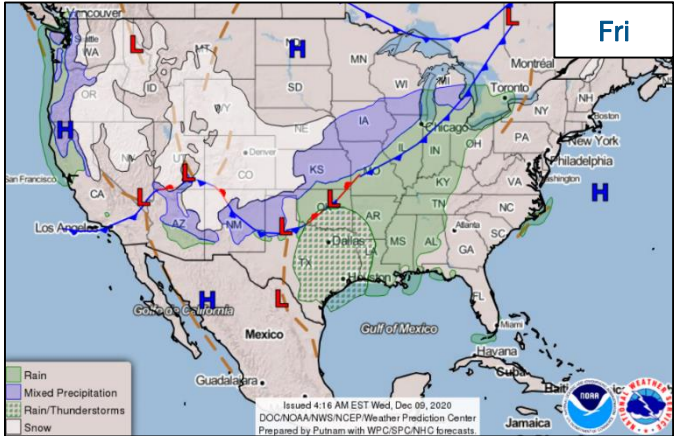 Fri
Vancouver
Seattle
WA
MT
ND
MN
OR
ID
SD
WI
MI
Montréal
Toronto
NH
Boston
NY
WY
IA
Chicago
New York
NE
PA
Philadelphia
Denver
IL
IN
OH
San Francisco
NV
UT
CO
KS
MO
KY
VA
Washington
CA
TN
NC
Los Angeles
AZ
NM
OK
AR
Atlanta
SC
Dallas
MS
AL
GA
TX
LA
Houston
FL
Golfo de California
Mexico
Gulf of Mexico
Miami
Havana
Cuba
Guadalajara
Jamaica
H
H
H
H
L
L
L
L
L
L
L
Rain
Mixed Precipitation
Rain/Thunderstorms
Snow
Issued 4:16 AM EST Wed, Dec 09, 2020
DOC/NOAA/NWS/NCEP/Weather Prediction Center
Prepared by Putnam with WPC/SPC/NHC forecasts.
NOAA